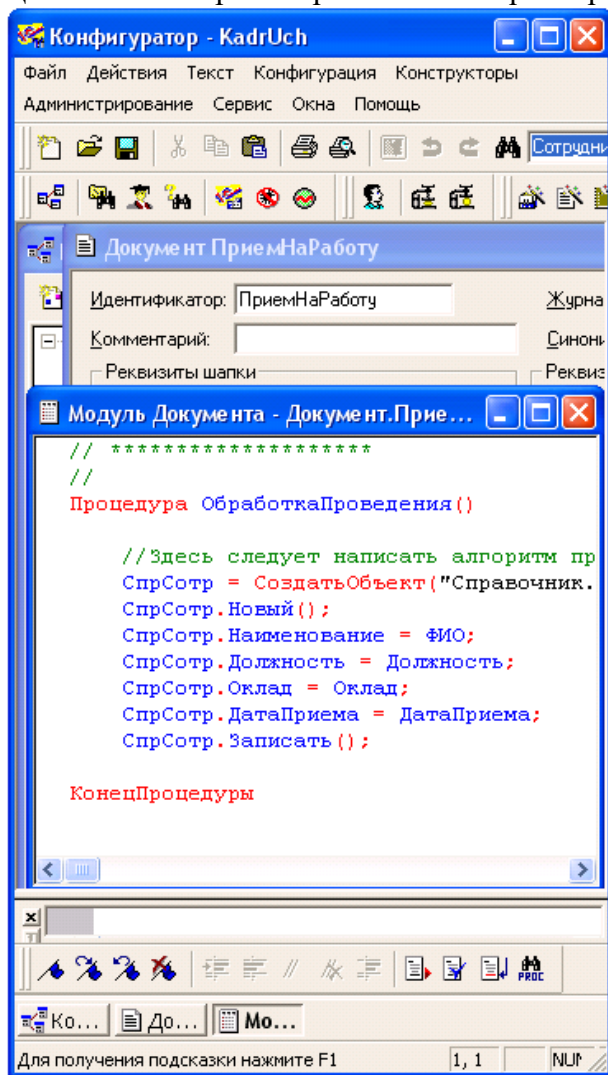 Конфигуратор - KadrUch
Файл Действия Текст Конфигурация Конструкторы
Администрирование Сервис Окна Помощь
Сотрудни
Документ ПриемНаРаботу
Идентификатор: ПриемНаРаботу Журна
Комментарий: Синони
Реквизиты шапки Реквиз
Модуль Документа - Документ.Прие...
// ********************
//
Процедура ОбработкаПроведения()
//Здесь следует написать алгоритм пр
СпрСотр = СоздатьОбъект("Справочник.
СпрСотр.Новый();
СпрСотр.Наименование = ФИО;
СпрСотр.Должность = Должность;
СпрСотр.Оклад = Оклад;
СпрСотр.ДатаПриема = ДатаПриема;
СпрСотр.Записать();
КонецПроцедуры
PROC
Ко... До... Мо...
Для получения подсказки нажмите F1 1, 1 NUM